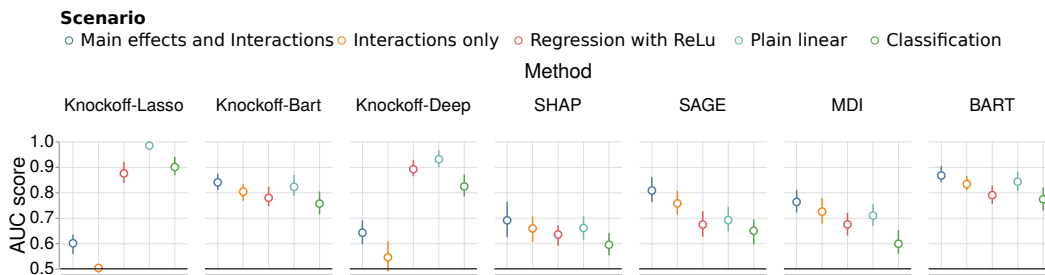 Scenario
Main effects and Interactions Interactions only Regression with ReLu Plain linear Classification
Method
Knockoff-Lasso Knockoff-Bart Knockoff-Deep SHAP SAGE MDI BART
AUC score
1.0
0.9
0.8
0.7
0.6
0.5